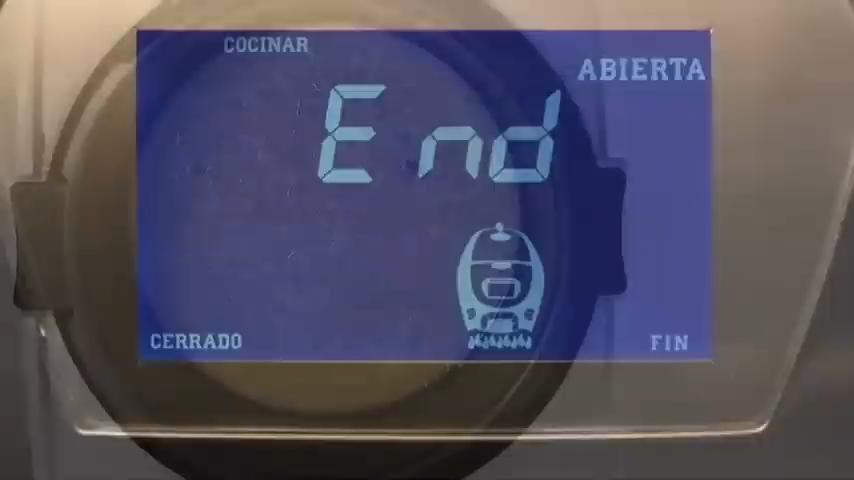 COCINAR
ABIERTA
End
CERRADO
FIN